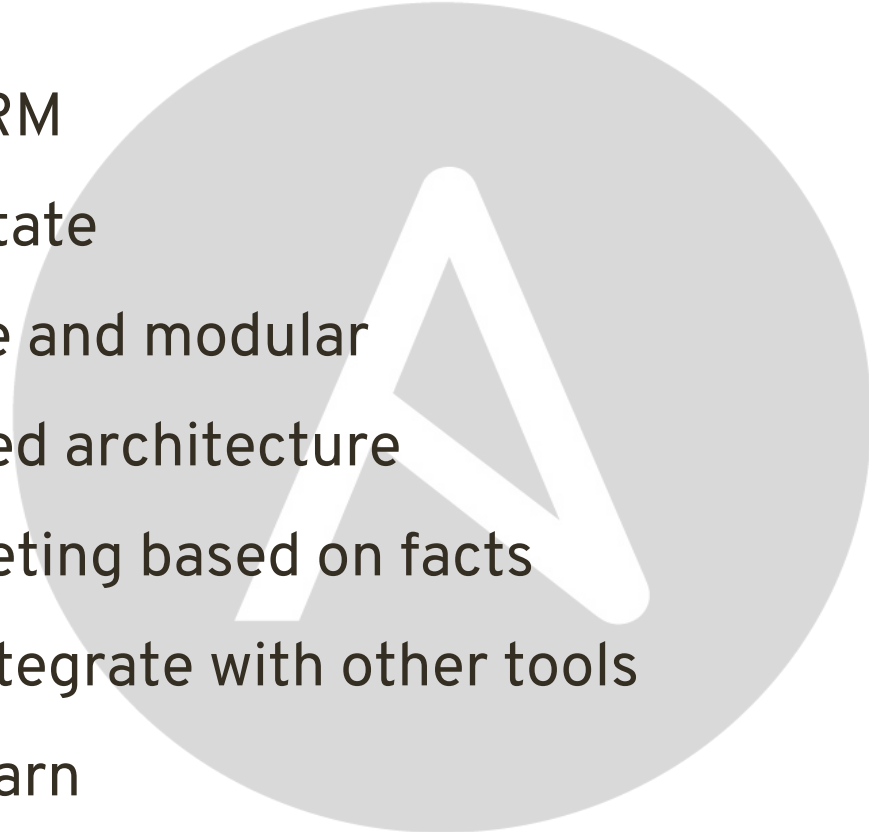 RM
tate
e and modular
ed architecture
eting based on facts
tegrate with other tools
arn